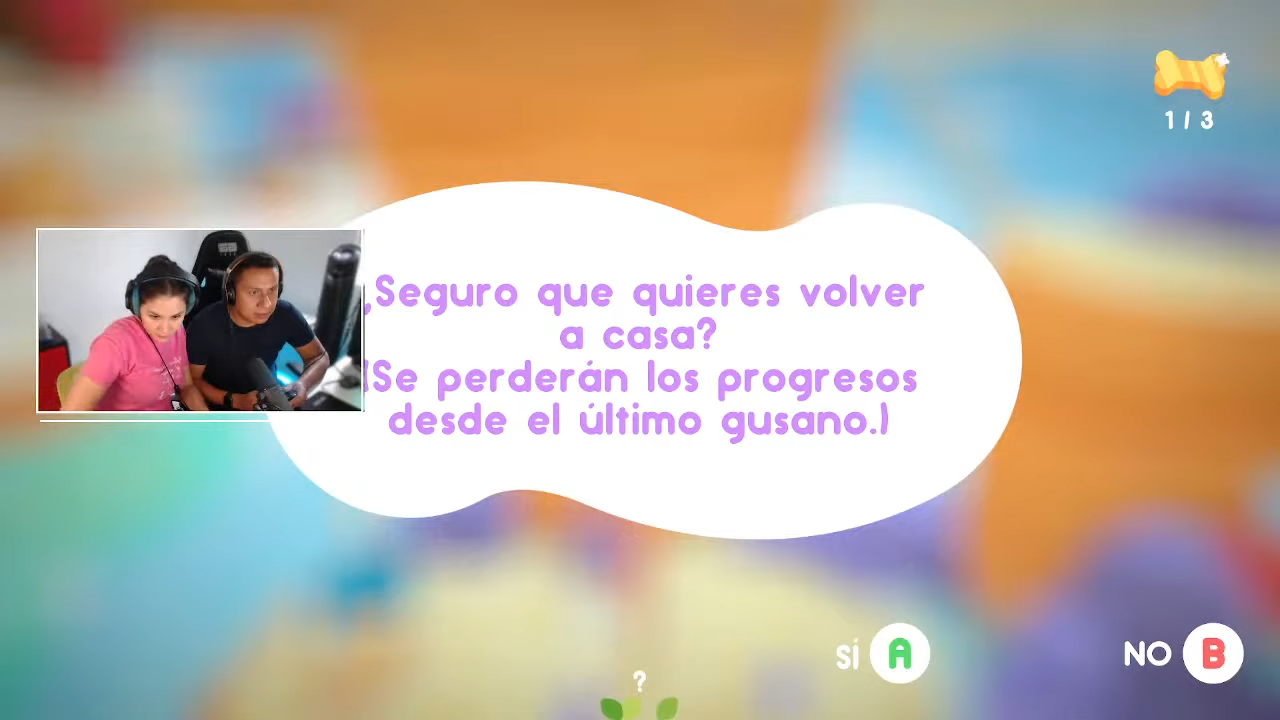 1 / 3
¿Seguro que quieres volver
a casa?
(Se perderán los progresos
desde el último gusano.)
SÍ A
NO B
?